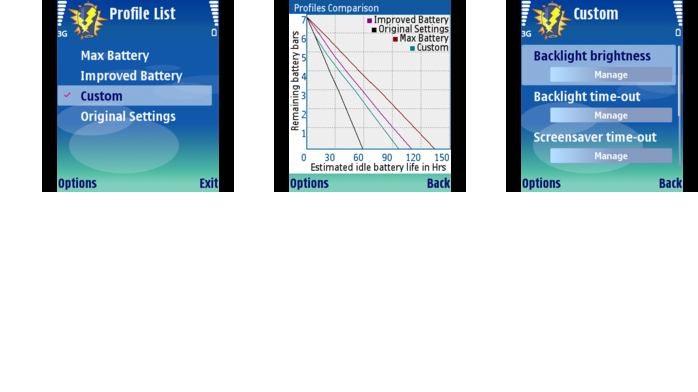 Profile List
3G
Max Battery
Improved Battery
Custom
Original Settings
Options Exit
Profiles Comparison
Improved Battery
Original Settings
Max Battery
Custom
Remaining battery bars
7
6
5
4
3
2
1
0 30 60 90 120 150
Estimated idle battery life in Hrs
Options Back
Custom
3G
Backlight brightness
Manage
Backlight time-out
Manage
Screensaver time-out
Manage
Options Back